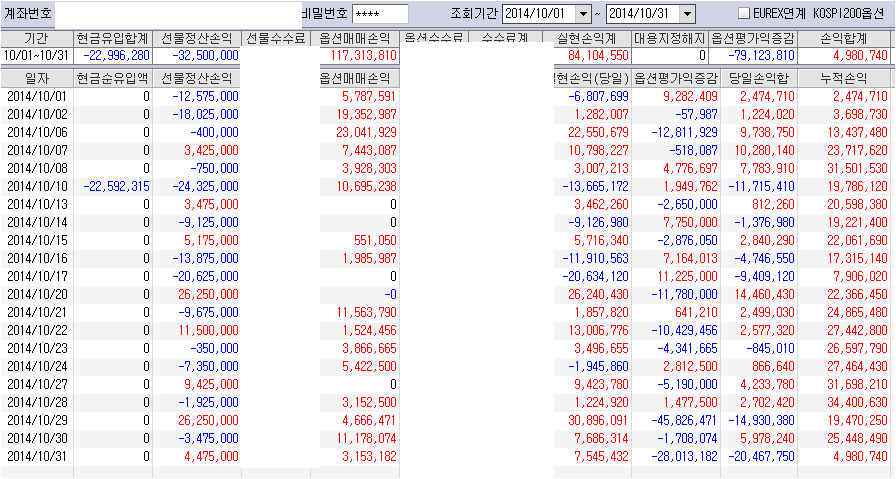 계좌번호 비밀번호 **** 조회기간 2014/10/01 ~ 2014/10/31 EUREX연계 KOSPI200옵션
기간 현금유입합계 선물정산손익 선물수수료 옵션매매손익 옵션수수료 수수료계 실현손익계 대용지정해지 옵션평가익증감 손익합계
10/01~10/31 -22,996,280 -32,500,000 117,313,810 84,104,550 0 -79,123,810 4,980,740
일자 현금순유입액 선물정산손익 옵션매매손익 실현손익(당일) 옵션평가익증감 당일손익합 누적손익
2014/10/01 0 -12,575,000 5,787,591 -6,807,699 9,282,409 2,474,710 2,474,710
2014/10/02 0 -18,025,000 19,352,987 1,282,007 -57,987 1,224,020 3,698,730
2014/10/06 0 -400,000 23,041,929 22,550,679 -12,811,929 9,738,750 13,437,480
2014/10/07 0 3,425,000 7,443,087 10,798,227 -518,087 10,280,140 23,717,620
2014/10/08 0 -750,000 3,928,303 3,007,213 4,776,697 7,783,910 31,501,530
2014/10/10 -22,592,315 -24,325,000 10,695,238 -13,665,172 1,949,762 -11,715,410 19,786,120
2014/10/13 0 3,475,000 0 3,462,260 -2,650,000 812,260 20,598,380
2014/10/14 0 -9,125,000 0 -9,126,980 7,750,000 -1,376,980 19,221,400
2014/10/15 0 5,175,000 551,050 5,716,340 -2,876,050 2,840,290 22,061,690
2014/10/16 0 -13,875,000 1,985,987 -11,910,563 7,164,013 -4,746,550 17,315,140
2014/10/17 0 -20,625,000 0 -20,634,120 11,225,000 -9,409,120 7,906,020
2014/10/20 0 26,250,000 -0 26,240,430 -11,780,000 14,460,430 22,366,450
2014/10/21 0 -9,675,000 11,563,790 1,857,820 641,210 2,499,030 24,865,480
2014/10/22 0 11,500,000 1,524,456 13,006,776 -10,429,456 2,577,320 27,442,800
2014/10/23 0 -350,000 3,866,665 3,496,655 -4,341,665 -845,010 26,597,790
2014/10/24 0 -7,350,000 5,422,500 -1,945,860 2,812,500 866,640 27,464,430
2014/10/27 0 9,425,000 0 9,423,780 -5,190,000 4,233,780 31,698,210
2014/10/28 0 -1,925,000 3,152,500 1,224,920 1,477,500 2,702,420 34,400,630
2014/10/29 0 26,250,000 4,666,471 30,896,091 -45,826,471 -14,930,380 19,470,250
2014/10/30 0 -3,475,000 11,178,074 7,686,314 -1,708,074 5,978,240 25,448,490
2014/10/31 0 4,475,000 3,153,182 7,545,432 -28,013,182 -20,467,750 4,980,740